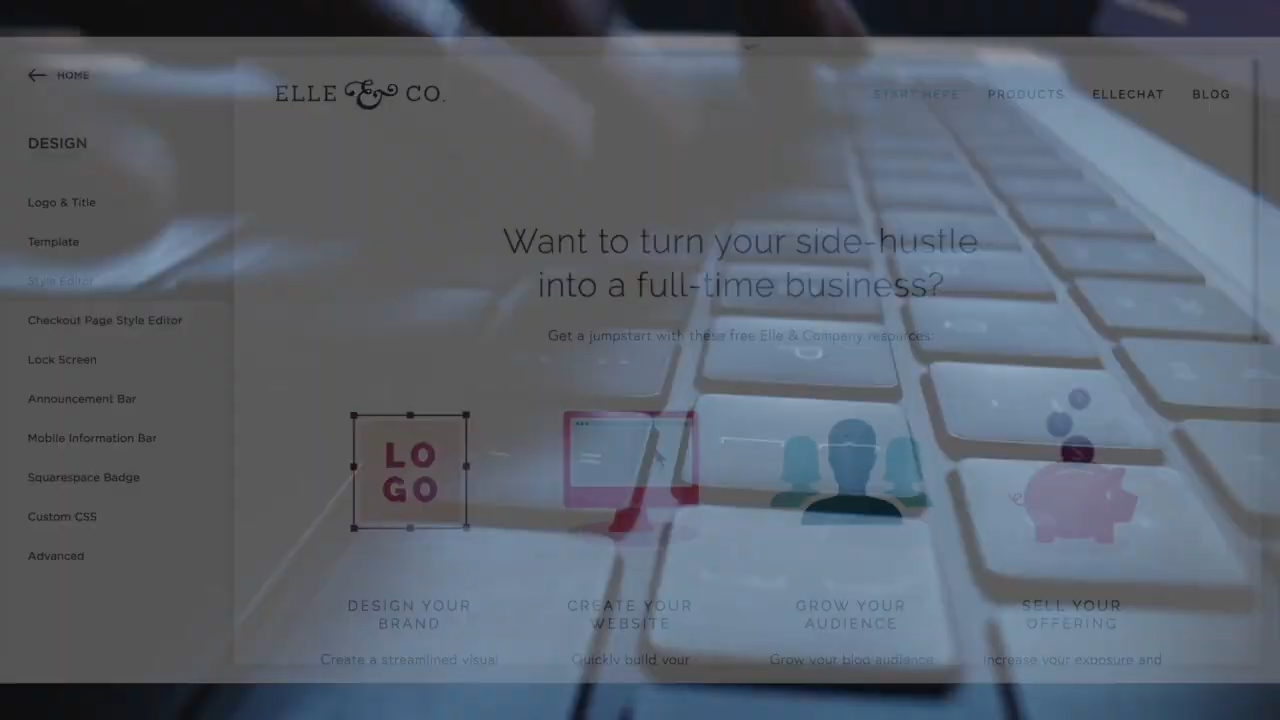 HOME
ELLE & CO.
START HERE
PRODUCTS
ELLECHAT
BLOG
DESIGN
Logo & Title
Template
Style Editor
Checkout Page Style Editor
Lock Screen
Announcement Bar
Mobile Information Bar
Squarespace Badge
Custom CSS
Advanced
Want to turn your side-hustle
into a full-time business?
Get a jumpstart with these free Elle & Company resources:
LO
GO
DESIGN YOUR
BRAND
Create a streamlined visual
CREATE YOUR
WEBSITE
Quickly build your
GROW YOUR
AUDIENCE
Grow your blog audience
SELL YOUR
OFFERING
Increase your exposure and